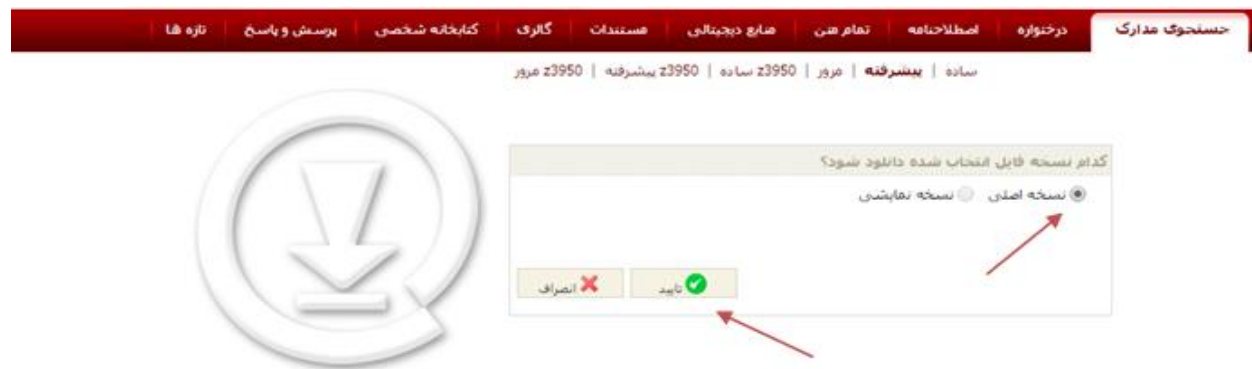 جستجوی مدارک درختواره اصطلاحنامه تمام متن منابع دیجیتالی مستندات گالری کتابخانه شخصی پرسش و پاسخ تازه ها
ساده | پیشرفته | مرور | z3950 ساده | z3950 پیشرفته | z3950 مرور
کدام نسخه فایل انتخاب شده دانلود شود؟
نسخه اصلی نسخه نمایشی
تایید انصراف